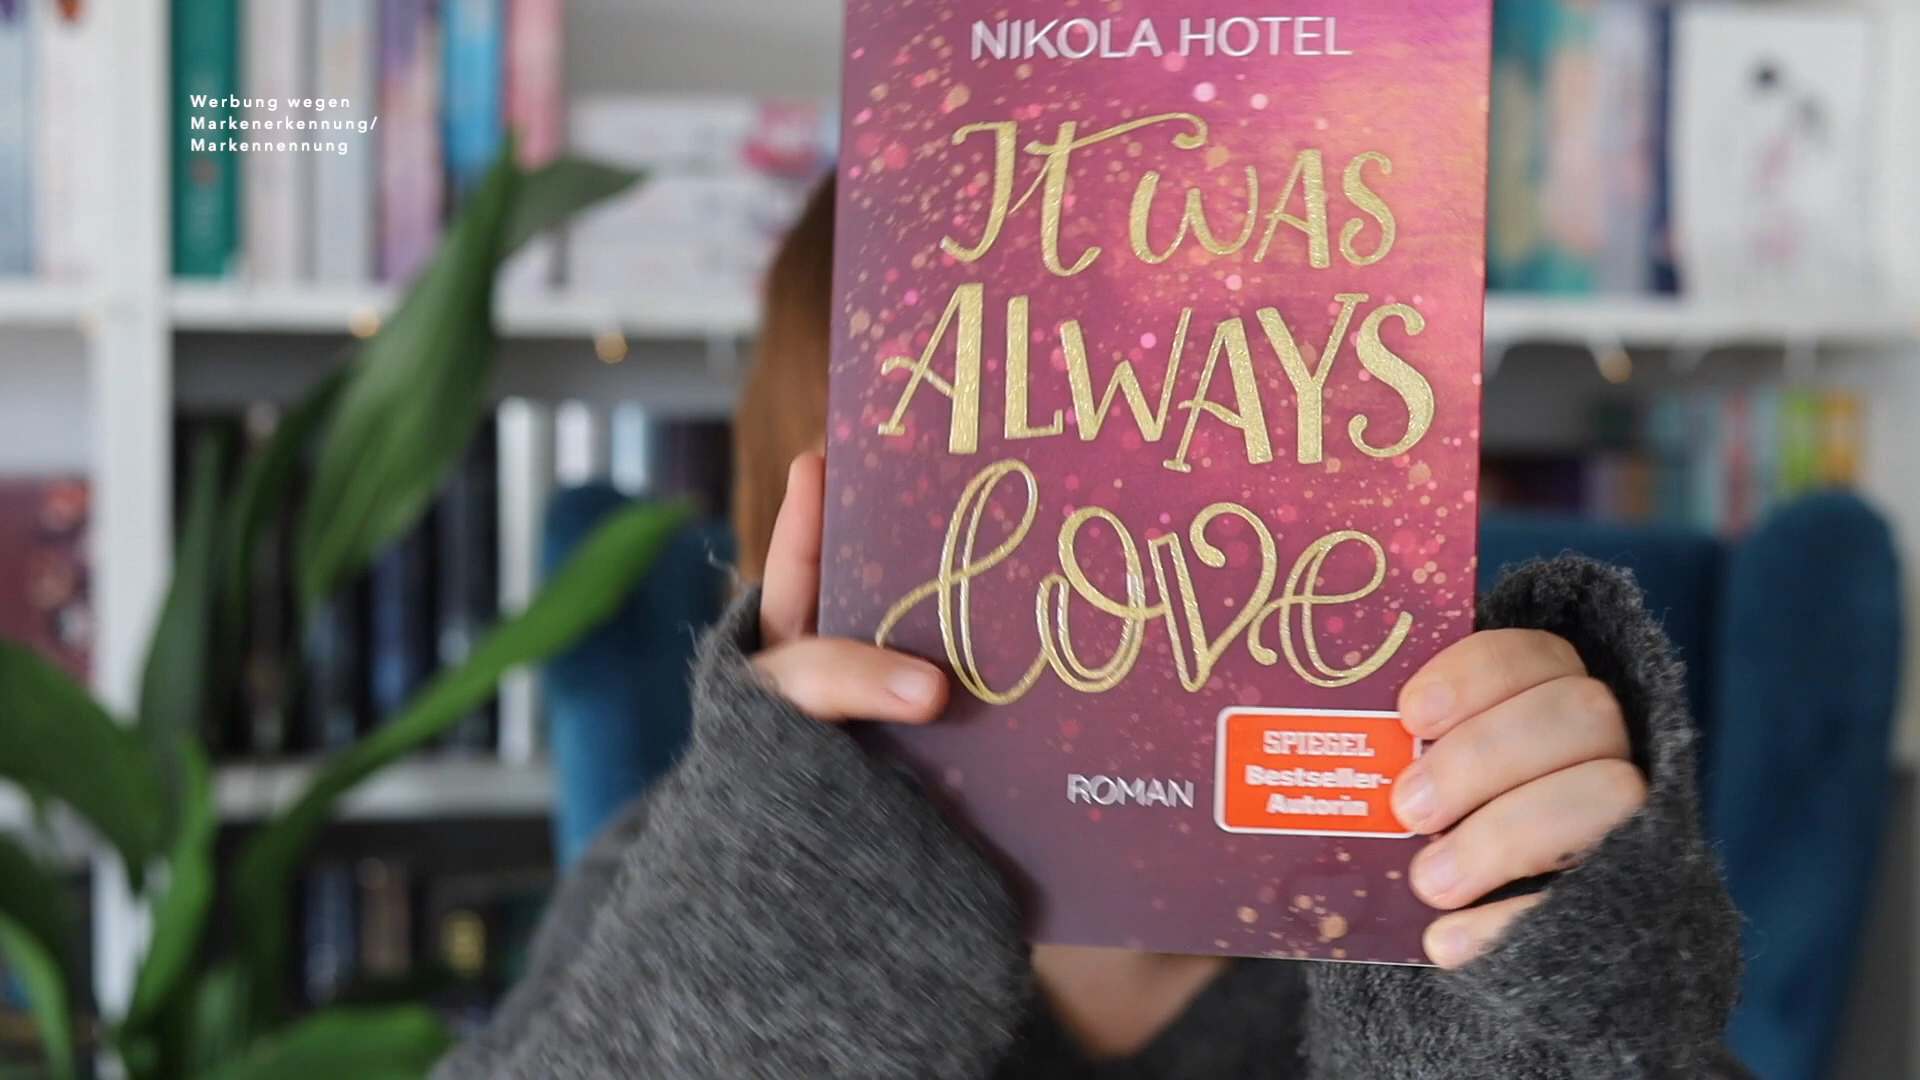 Werbung wegen
Markenerkennung/
Markennennung
NIKOLA HOTEL
It WAS
ALWAYS
love
ROMAN
SPIEGEL
Bestseller-
Autorin